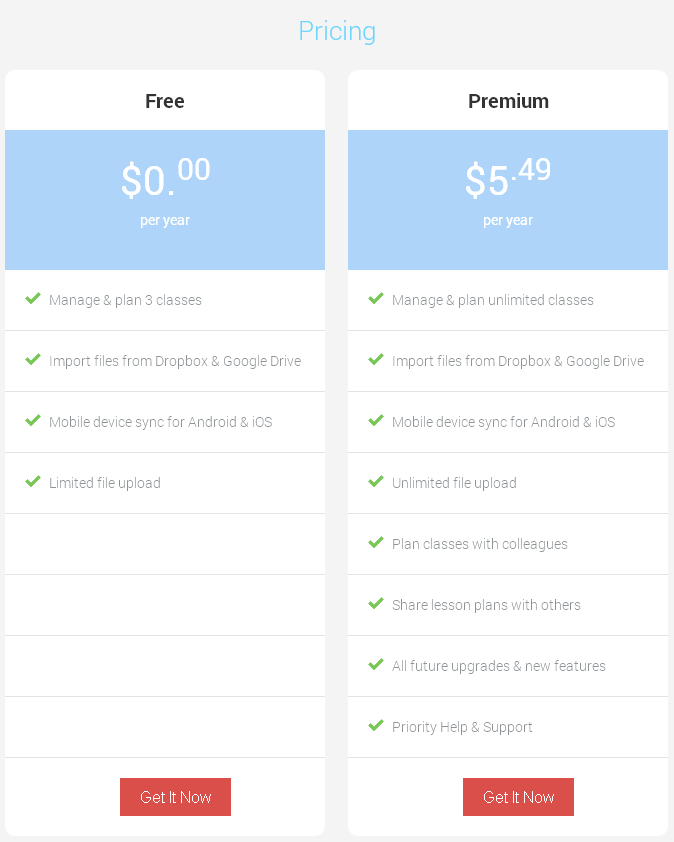 Pricing
Free
$0.00
per year
Manage & plan 3 classes
Import files from Dropbox & Google Drive
Mobile device sync for Android & iOS
Limited file upload
Get It Now
Premium
$5.49
per year
Manage & plan unlimited classes
Import files from Dropbox & Google Drive
Mobile device sync for Android & iOS
Unlimited file upload
Plan classes with colleagues
Share lesson plans with others
All future upgrades & new features
Priority Help & Support
Get It Now